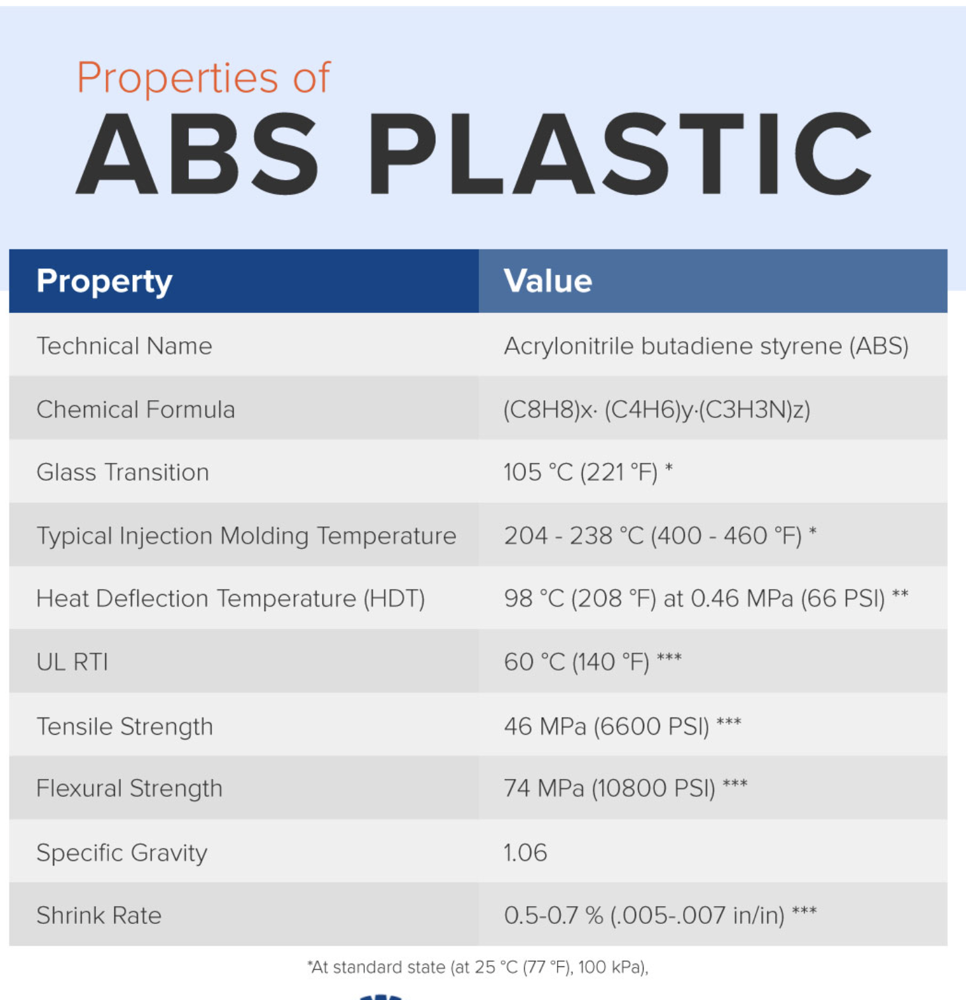 Properties of
ABS PLASTIC
Property Value
Technical Name Acrylonitrile butadiene styrene (ABS)
Chemical Formula (C8H8)x· (C4H6)y·(C3H3N)z)
Glass Transition 105 °C (221 °F) *
Typical Injection Molding Temperature 204 - 238 °C (400 - 460 °F) *
Heat Deflection Temperature (HDT) 98 °C (208 °F) at 0.46 MPa (66 PSI) **
UL RTI 60 °C (140 °F) ***
Tensile Strength 46 MPa (6600 PSI) ***
Flexural Strength 74 MPa (10800 PSI) ***
Specific Gravity 1.06
Shrink Rate 0.5-0.7 % (.005-.007 in/in) ***
*At standard state (at 25 °C (77 °F), 100 kPa),